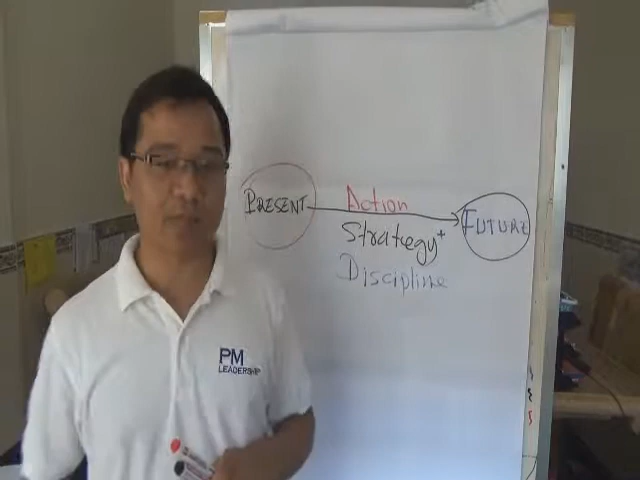 PRESENT
Action
Strategy +
Discipline
FUTURE
PM
LEADERSHIP